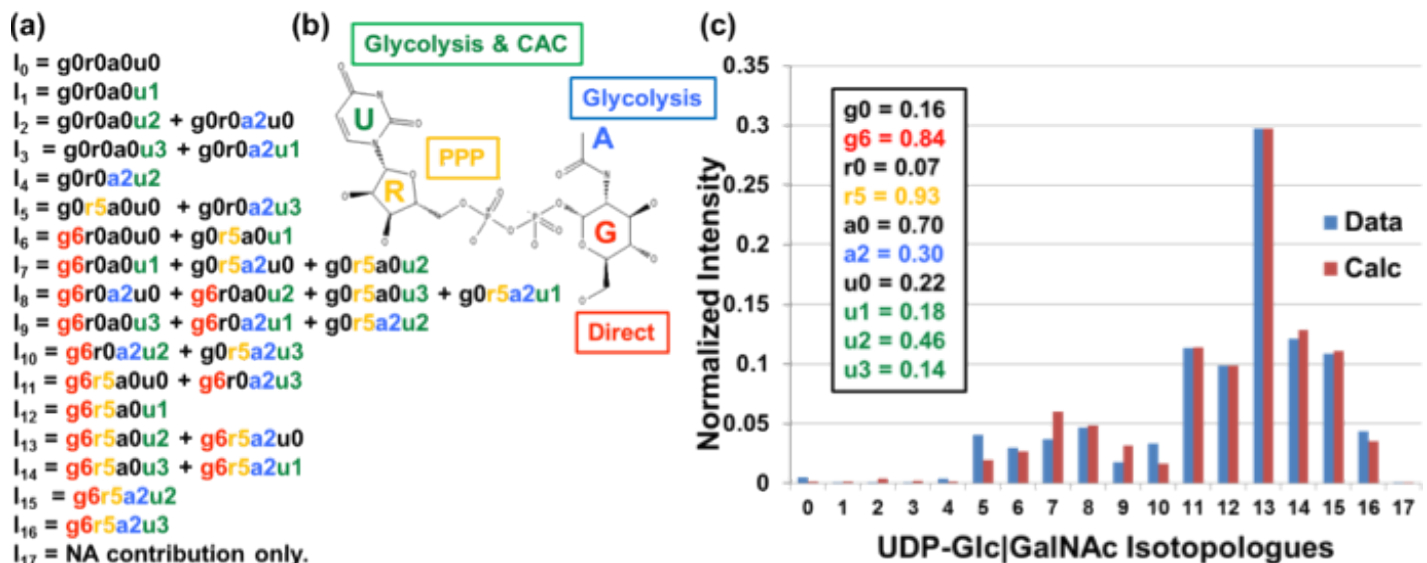 (a)
I₀ = g0r0a0u0
I₁ = g0r0a0u1
I₂ = g0r0a0u2 + g0r0a2u0
I₃ = g0r0a0u3 + g0r0a2u1
I₄ = g0r0a2u2
I₅ = g0r5a0u0 + g0r0a2u3
I₆ = g6r0a0u0 + g0r5a0u1
I₇ = g6r0a0u1 + g0r5a2u0 + g0r5a0u2
I₈ = g6r0a2u0 + g6r0a0u2 + g0r5a0u3 + g0r5a2u1
I₉ = g6r0a0u3 + g6r0a2u1 + g0r5a2u2
I₁₀ = g6r0a2u2 + g0r5a2u3
I₁₁ = g6r5a0u0 + g6r0a2u3
I₁₂ = g6r5a0u1
I₁₃ = g6r5a0u2 + g6r5a2u0
I₁₄ = g6r5a0u3 + g6r5a2u1
I₁₅ = g6r5a2u2
I₁₆ = g6r5a2u3
I₁₇ = NA contribution only.
(b)
Glycolysis & CAC
Glycolysis
U
A
PPP
R
G
Direct
(c)
Normalized Intensity
0.35
0.3
0.25
0.2
0.15
0.1
0.05
0
g0 = 0.16
g6 = 0.84
r0 = 0.07
r5 = 0.93
a0 = 0.70
a2 = 0.30
u0 = 0.22
u1 = 0.18
u2 = 0.46
u3 = 0.14
Data
Calc
0 1 2 3 4 5 6 7 8 9 10 11 12 13 14 15 16 17
UDP-Glc|GalNAc Isotopologues